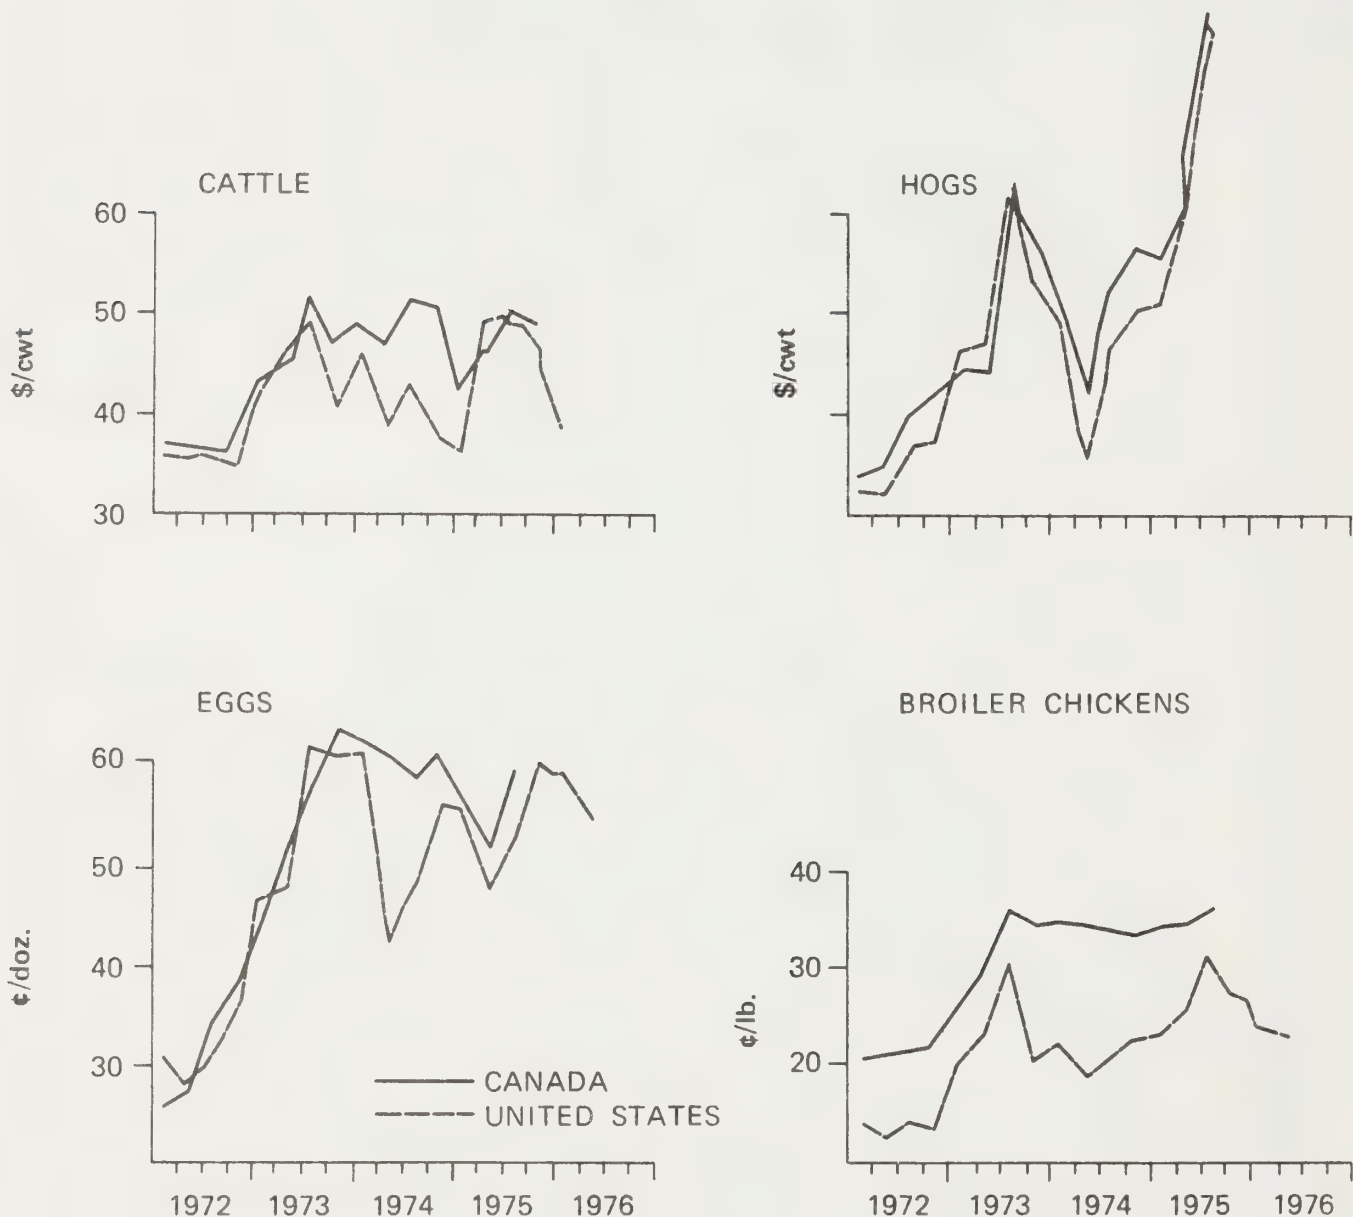 CATTLE
60
50
40
30
$/cwt
HOGS
$/cwt
EGGS
60
50
40
30
¢/doz.
CANADA
UNITED STATES
1972 1973 1974 1975 1976
BROILER CHICKENS
40
30
20
¢/lb.
1972 1973 1974 1975 1976